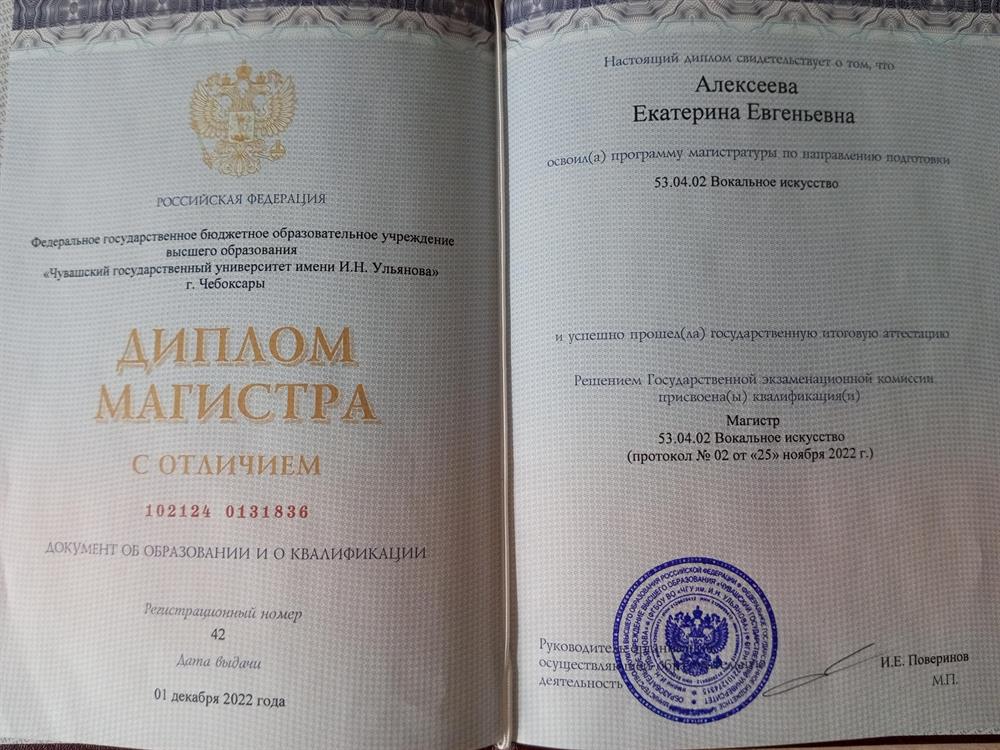 РОССИЙСКАЯ ФЕДЕРАЦИЯ
Федеральное государственное бюджетное образовательное учреждение
высшего образования
«Чувашский государственный университет имени И.Н. Ульянова»
г. Чебоксары
ДИПЛОМ
МАГИСТРА
С ОТЛИЧИЕМ
102124 0131836
ДОКУМЕНТ ОБ ОБРАЗОВАНИИ И О КВАЛИФИКАЦИИ
Регистрационный номер
42
Дата выдачи
01 декабря 2022 года
Настоящий диплом свидетельствует о том, что
Алексеева
Екатерина Евгеньевна
освоил(а) программу магистратуры по направлению подготовки
53.04.02 Вокальное искусство
и успешно прошел(ла) государственную итоговую аттестацию
Решением Государственной экзаменационной комиссии
присвоена(ы) квалификация(и)
Магистр
53.04.02 Вокальное искусство
(протокол № 02 от «25» ноября 2022 г.)
Руководитель
осуществляющей образовательную
деятельность
И.Е. Поверинов
М.П.